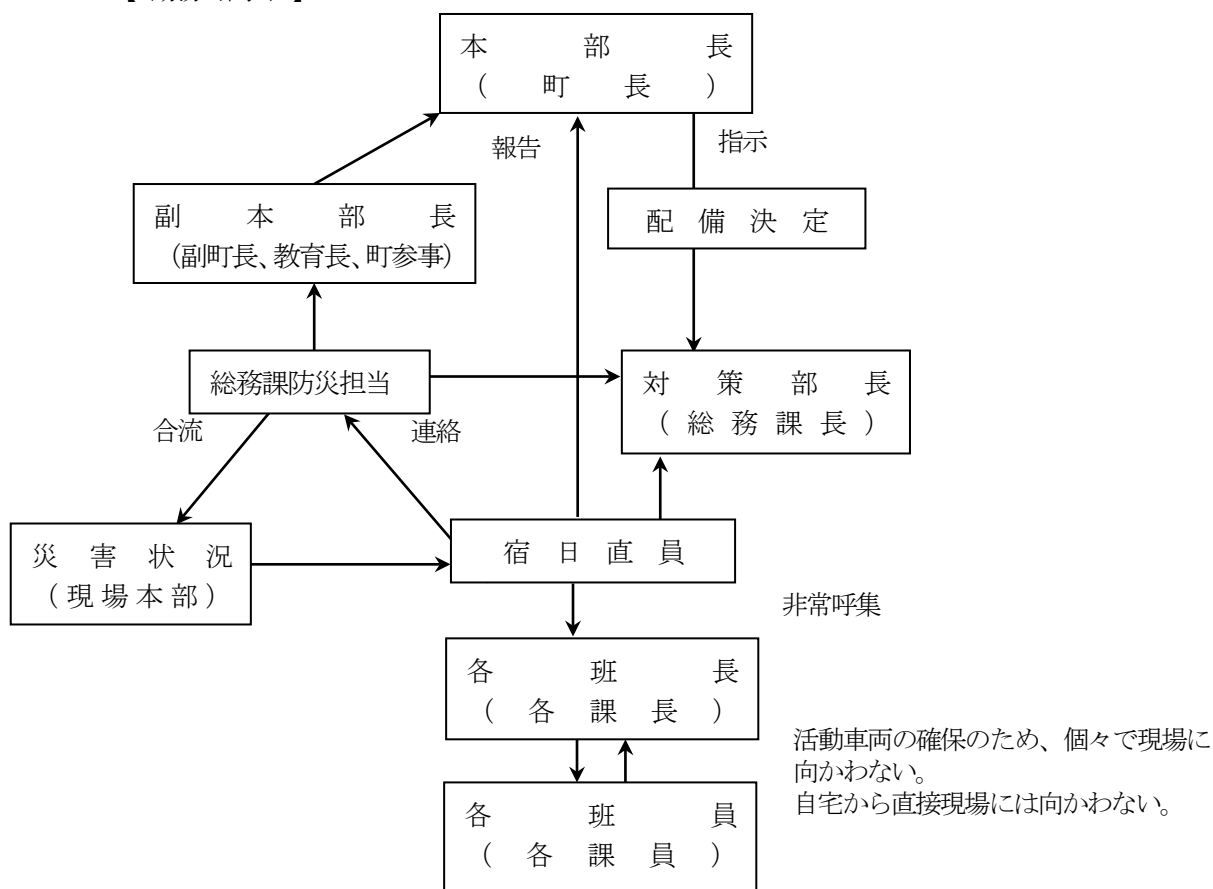 本部長
(町長)
報告
指示
副本部長
(副町長、教育長、町参事)
配備決定
総務課防災担当
対策部長
(総務課長)
合流
連絡
災害状況
(現場本部)
宿日直員
非常呼集
各班長
(各課長)
活動車両の確保のため、個々で現場に
向かわない。
自宅から直接現場には向かわない。
各班員
(各課員)